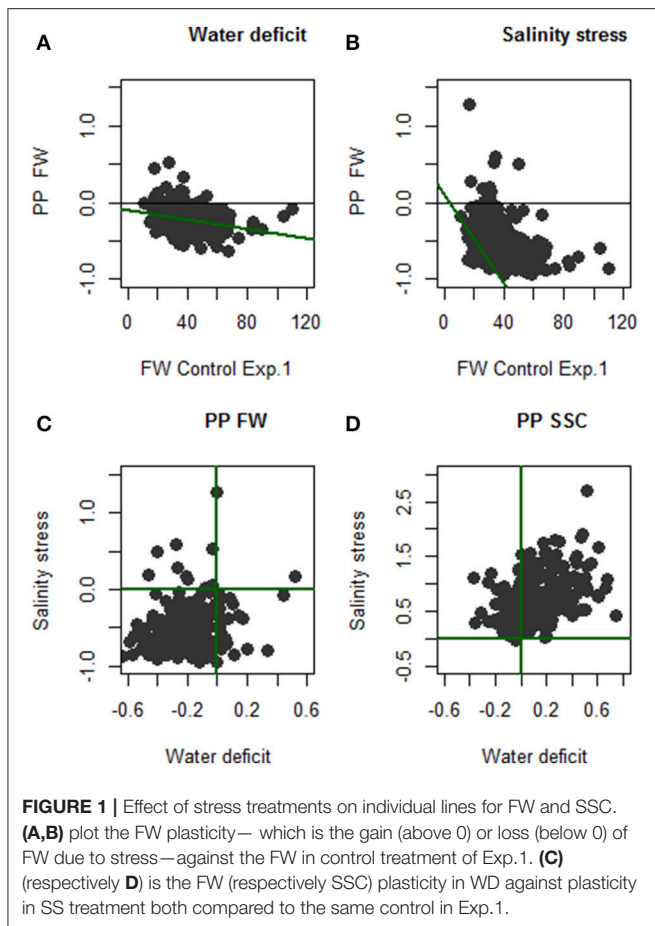 A
Water deficit
B
Salinity stress
PP FW
1.0
0.0
-1.0
0 40 80 120
FW Control Exp.1
PP FW
1.0
0.0
-1.0
0 40 80 120
FW Control Exp.1
C
PP FW
D
PP SSC
Salinity stress
1.0
0.0
-1.0
-0.6 -0.2 0.2 0.6
Water deficit
Salinity stress
2.5
1.5
0.5
-0.5
-0.6 -0.2 0.2 0.6
Water deficit
FIGURE 1 | Effect of stress treatments on individual lines for FW and SSC.
(A,B) plot the FW plasticity— which is the gain (above 0) or loss (below 0) of
FW due to stress—against the FW in control treatment of Exp.1. (C)
(respectively D) is the FW (respectively SSC) plasticity in WD against plasticity
in SS treatment both compared to the same control in Exp.1.